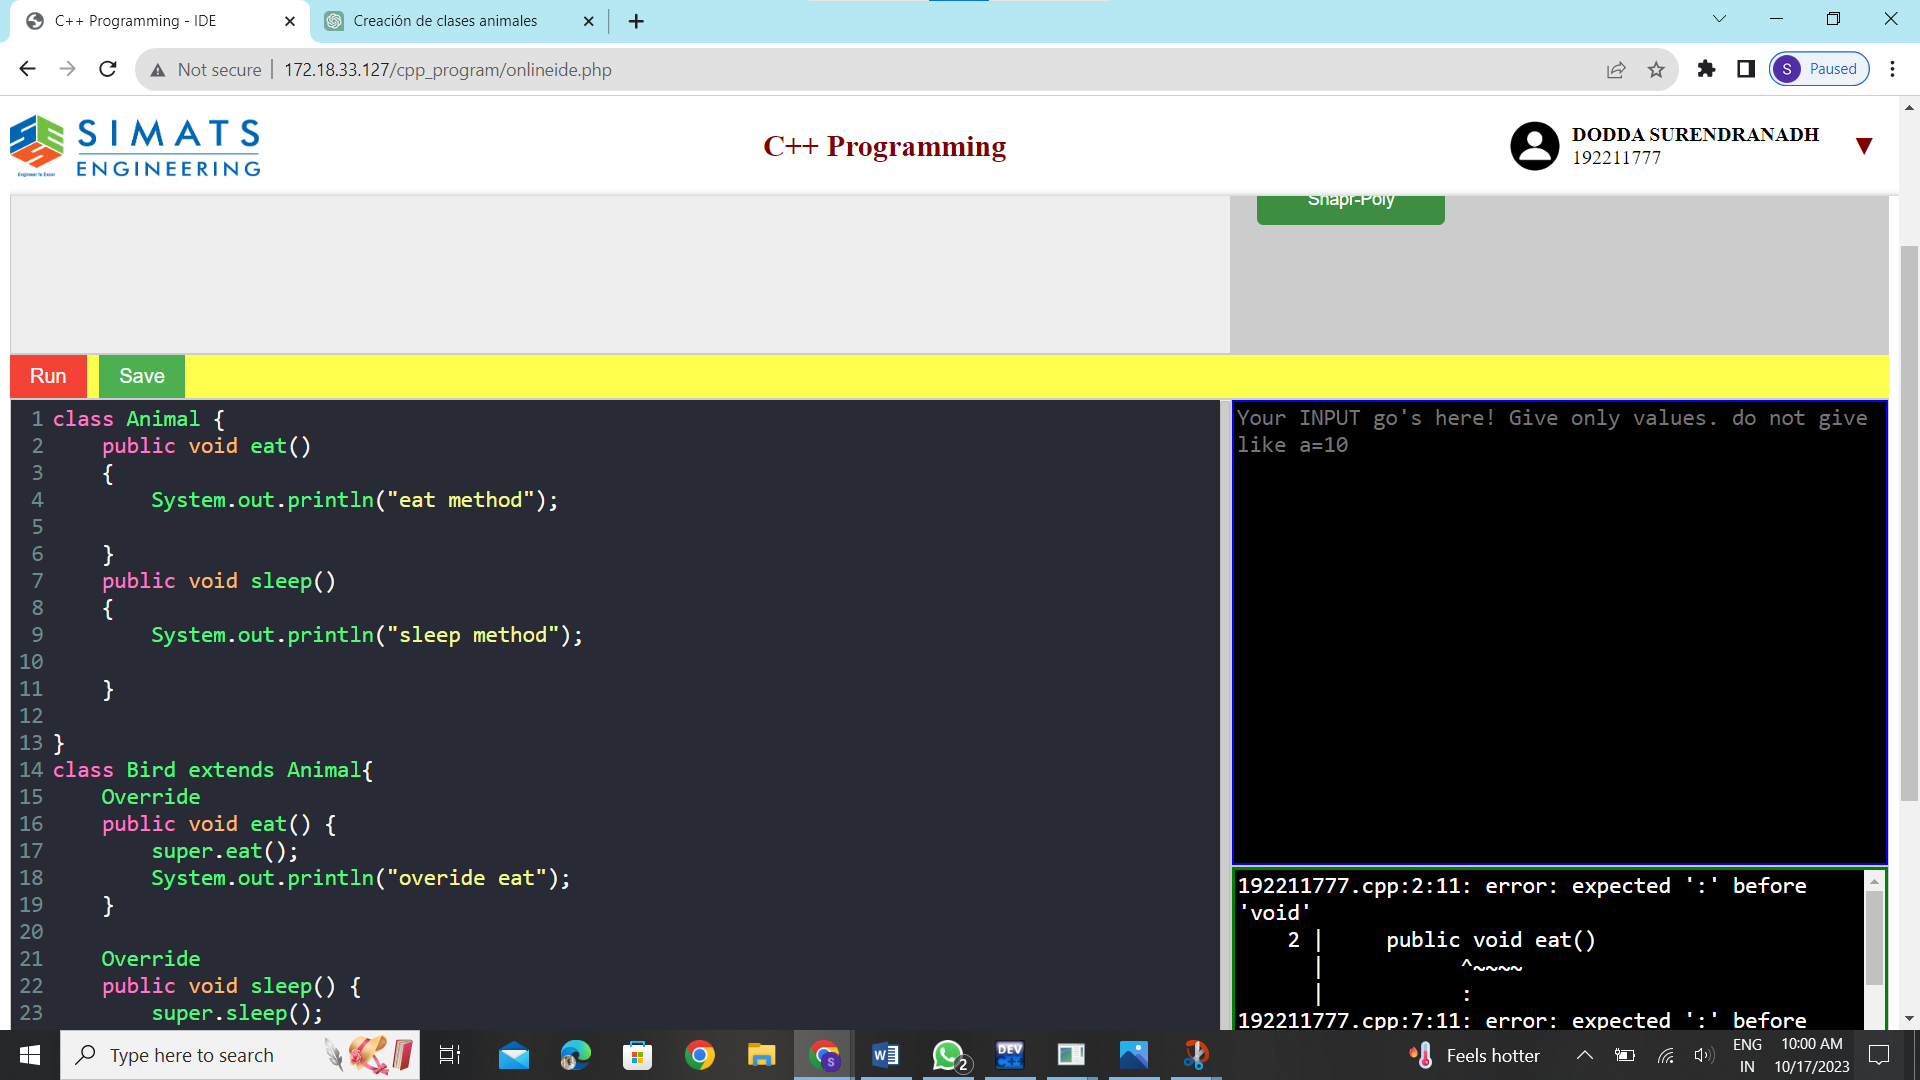 C++ Programming - IDE
Creación de clases animales
Not secure
172.18.33.127/cpp_program/onlineide.php
S
Paused
SIMATS
ENGINEERING
Engineer to Excel
C++ Programming
DODDA SURENDRANADH
192211777
Shapr-Poly
Run
Save
1 class Animal {
2 public void eat()
3 {
4 System.out.println("eat method");
5
6 }
7 public void sleep()
8 {
9 System.out.println("sleep method");
10
11 }
12
13 }
14 class Bird extends Animal{
15 Override
16 public void eat() {
17 super.eat();
18 System.out.println("overide eat");
19 }
20
21 Override
22 public void sleep() {
23 super.sleep();
Your INPUT go's here! Give only values. do not give
like a=10
192211777.cpp:2:11: error: expected ':' before
'void'
2 | public void eat()
| ^~~~~
| :
192211777.cpp:7:11: error: expected ':' before
Type here to search
DEV
C++
2
Feels hotter
ENG
IN
10:00 AM
10/17/2023